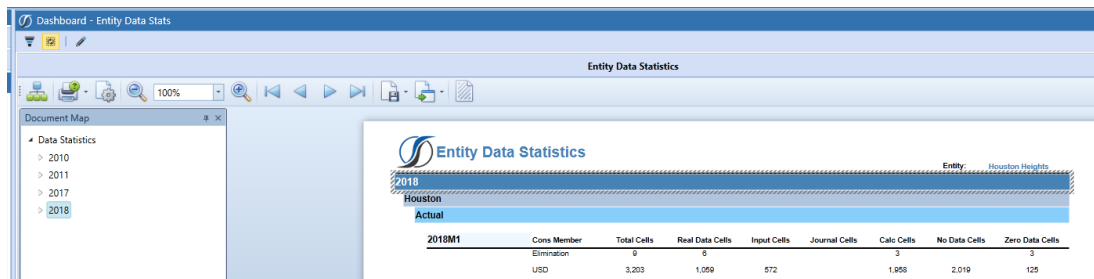 Dashboard - Entity Data Stats
Entity Data Statistics
100%
Document Map
Data Statistics
2010
2011
2017
2018
Entity Data Statistics
Entity: Houston Heights
2018
Houston
Actual
2018M1 Cons Member Total Cells Real Data Cells Input Cells Journal Cells Calc Cells No Data Cells Zero Data Cells
Elimination 9 6 3 3
USD 3,203 1,059 572 1,958 2,019 125